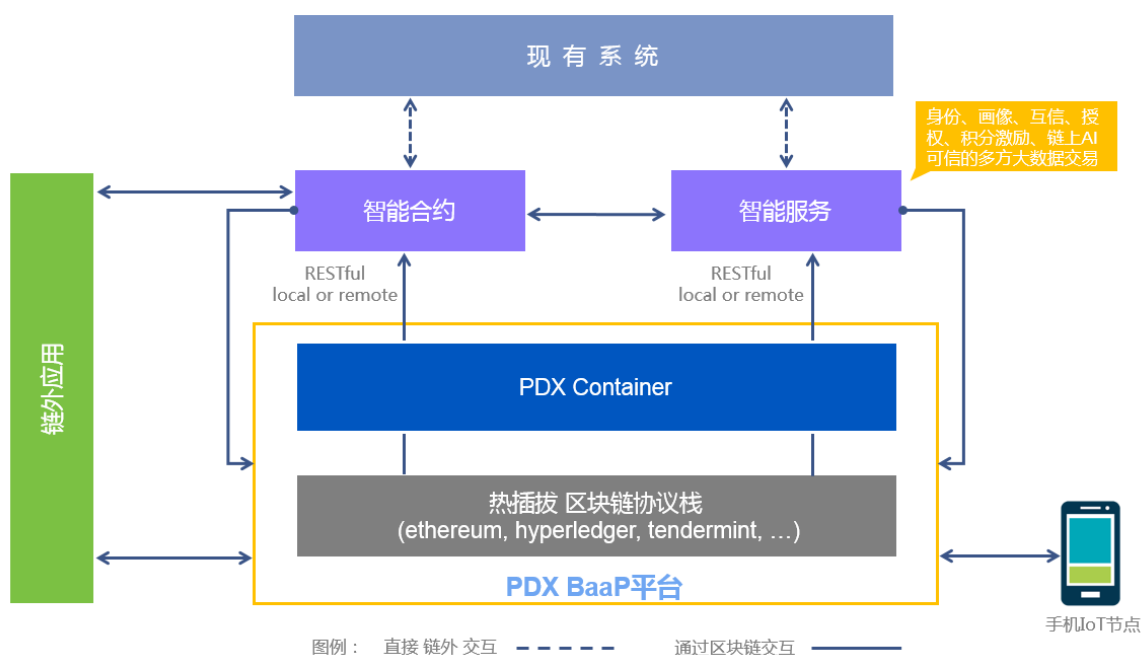 现 有 系 统
身份、画像、互信、授
权、积分激励、链上AI
可信的多方大数据交易
智能合约
智能服务
RESTful
local or remote
RESTful
local or remote
链外应用
PDX Container
热插拔 区块链协议栈
(ethereum, hyperledger, tendermint, …)
PDX BaaP平台
手机IoT节点
图例： 直接 链外 交互
通过区块链交互